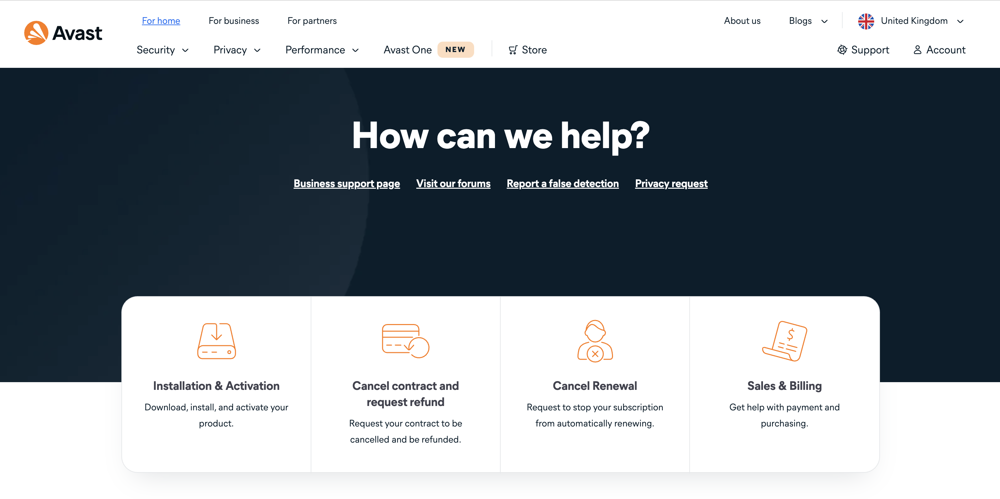 Avast
For home For business For partners About us Blogs United Kingdom
Security Privacy Performance Avast One NEW Store Support Account
How can we help?
Business support page Visit our forums Report a false detection Privacy request
Installation & Activation
Download, install, and activate your
product.
Cancel contract and
request refund
Request your contract to be
cancelled and be refunded.
Cancel Renewal
Request to stop your subscription
from automatically renewing.
$
Sales & Billing
Get help with payment and
purchasing.